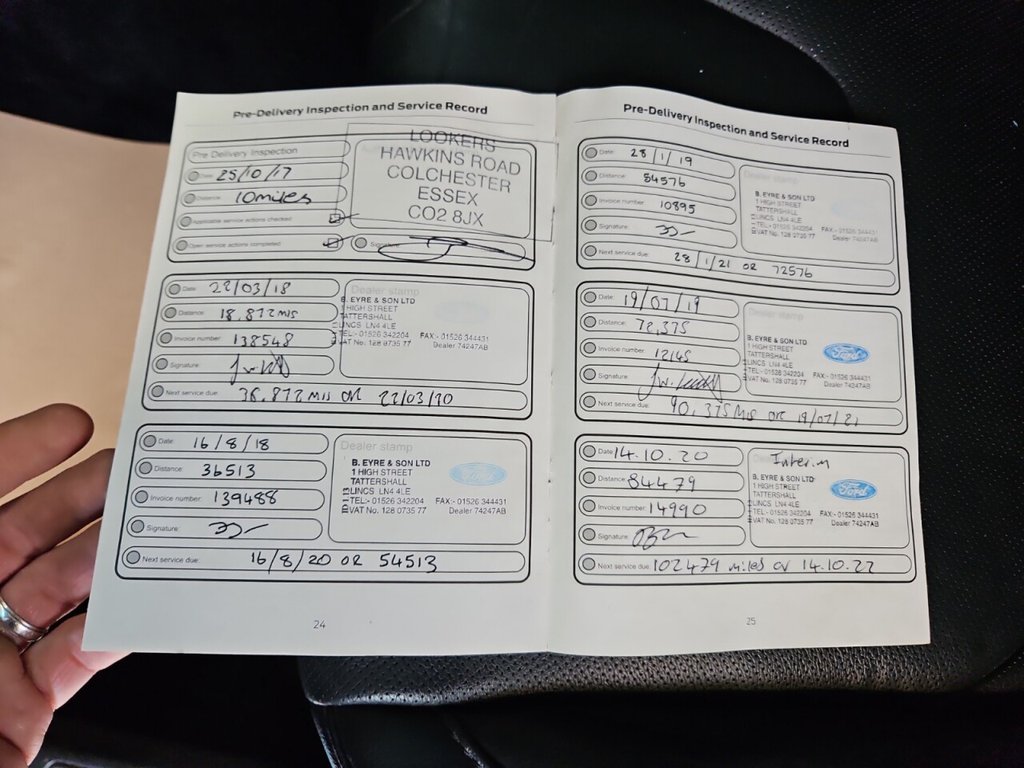 Pre-Delivery Inspection and Service Record
Pre Delivery Inspection
Date: 25/10/17
Distance: 10miles
Applicable service actions checked
Open service actions completed
Signature:
LOOKERS
HAWKINS ROAD
COLCHESTER
ESSEX
CO2 8JX
Date: 22/03/18
Distance: 18,872 MIS
Invoice number: 138548
Signature:
Next service due: 36,872 MIS OR 22/03/20
Dealer stamp
B. EYRE & SON LTD
1 HIGH STREET
TATTERSHALL
LINCS LN4 4LE
TEL:- 01526 342204 FAX:- 01526 344431
VAT No. 128 0735 77 Dealer 74247AB
Ford
Date: 16/8/18
Distance: 36513
Invoice number: 139488
Signature:
Next service due: 16/8/20 OR 54513
Dealer stamp
B. EYRE & SON LTD
1 HIGH STREET
TATTERSHALL
LINCS LN4 4LE
TEL:- 01526 342204 FAX:- 01526 344431
VAT No. 128 0735 77 Dealer 74247AB
Ford
24
Pre-Delivery Inspection and Service Record
Date: 28/1/19
Distance: 54576
Invoice number: 10895
Signature:
Next service due: 28/1/21 OR 72576
Dealer stamp
B. EYRE & SON LTD
1 HIGH STREET
TATTERSHALL
LINCS LN4 4LE
TEL:- 01526 342204 FAX:- 01526 344431
VAT No. 128 0735 77 Dealer 74247AB
Date: 19/07/19
Distance: 72,375
Invoice number: 12145
Signature:
Next service due: 90,375 MIS OR 19/07/21
Dealer stamp
B. EYRE & SON LTD
1 HIGH STREET
TATTERSHALL
LINCS LN4 4LE
TEL:- 01526 342204 FAX:- 01526 344431
VAT No. 128 0735 77 Dealer 74247AB
Ford
Date: 14.10.20
Distance: 84479
Invoice number: 14990
Signature:
Next service due: 102479 miles or 14.10.22
Interim
B. EYRE & SON LTD
1 HIGH STREET
TATTERSHALL
LINCS LN4 4LE
TEL:- 01526 342204 FAX:- 01526 344431
VAT No. 128 0735 77 Dealer 74247AB
Ford
25